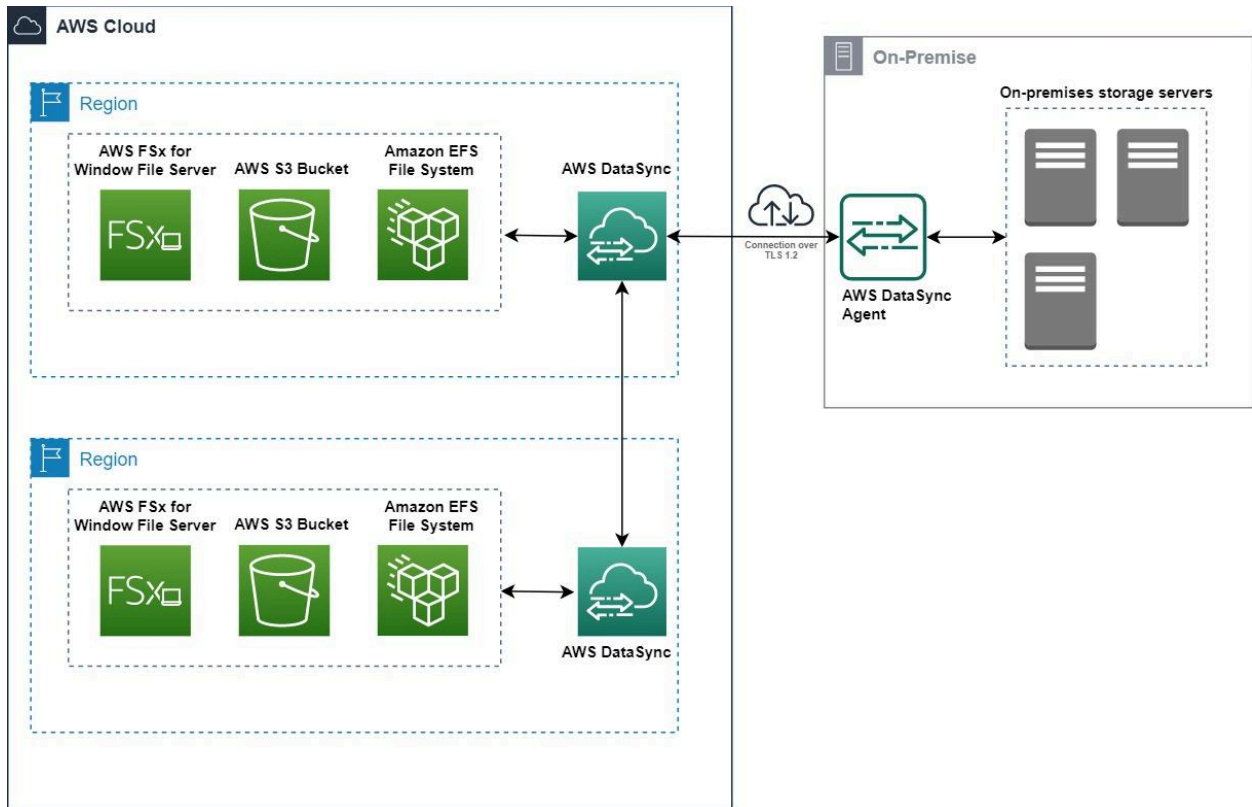 AWS Cloud
On-Premise
On-premises storage servers
Region
AWS FSx for
Window File Server
AWS S3 Bucket
Amazon EFS
File System
AWS DataSync
FSx
Connection over
TLS 1.2
AWS DataSync
Agent
Region
AWS FSx for
Window File Server
AWS S3 Bucket
Amazon EFS
File System
FSx
AWS DataSync